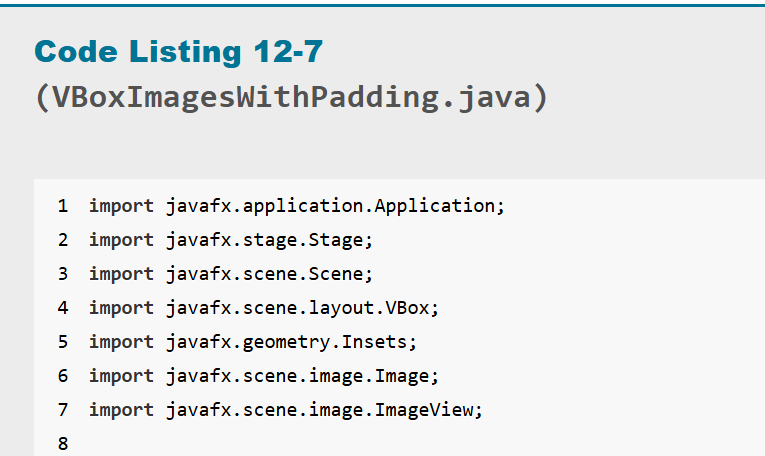 Code Listing 12-7
(VBoxImagesWithPadding.java)
1 import javafx.application.Application;
2 import javafx.stage.Stage;
3 import javafx.scene.Scene;
4 import javafx.scene.layout.VBox;
5 import javafx.geometry.Insets;
6 import javafx.scene.image.Image;
7 import javafx.scene.image.ImageView;
8